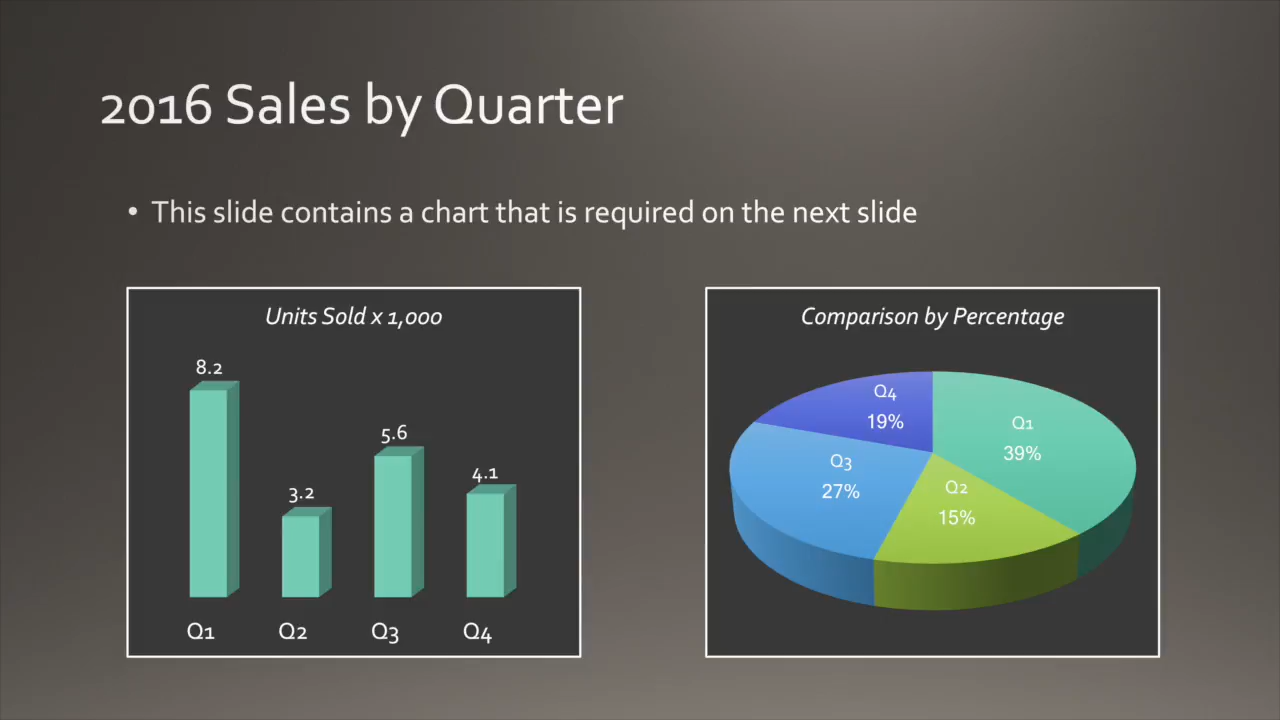 2016 Sales by Quarter
• This slide contains a chart that is required on the next slide
Units Sold x 1,000
8.2
3.2
5.6
4.1
Q1 Q2 Q3 Q4
Comparison by Percentage
Q1
39%
Q2
15%
Q3
27%
Q4
19%